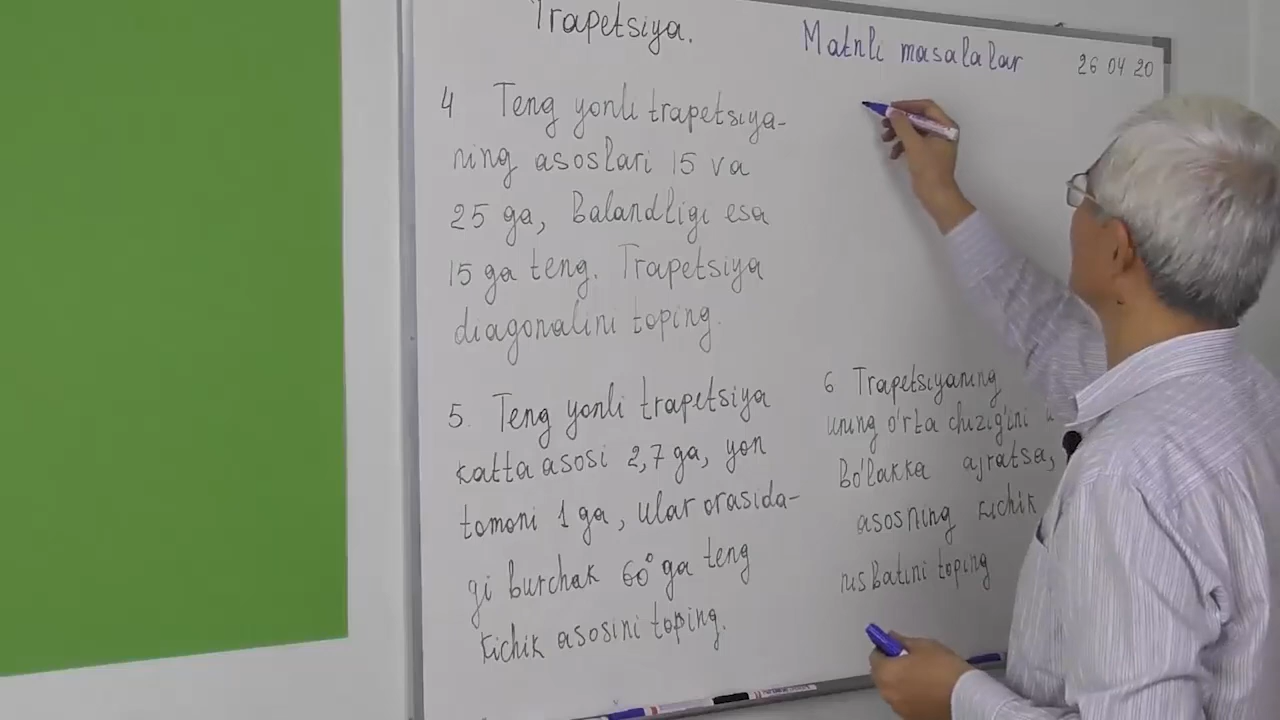 Trapetsiya.
Matnli masalalar
26 04 20
4 Teng yonli trapetsiya-
ning asoslari 15 va
25 ga, Balandligi esa
15 ga teng. Trapetsiya
diagonalini toping.
5. Teng yonli trapetsiya
katta asosi 2,7 ga, yon
tomoni 1 ga, ular orasida-
gi burchak 60° ga teng
kichik asosini toping.
6 Trapetsiyaning
uning o'rta chizig'ini
Bo'lakka ajratsa,
asosning kichik
nisbatini toping